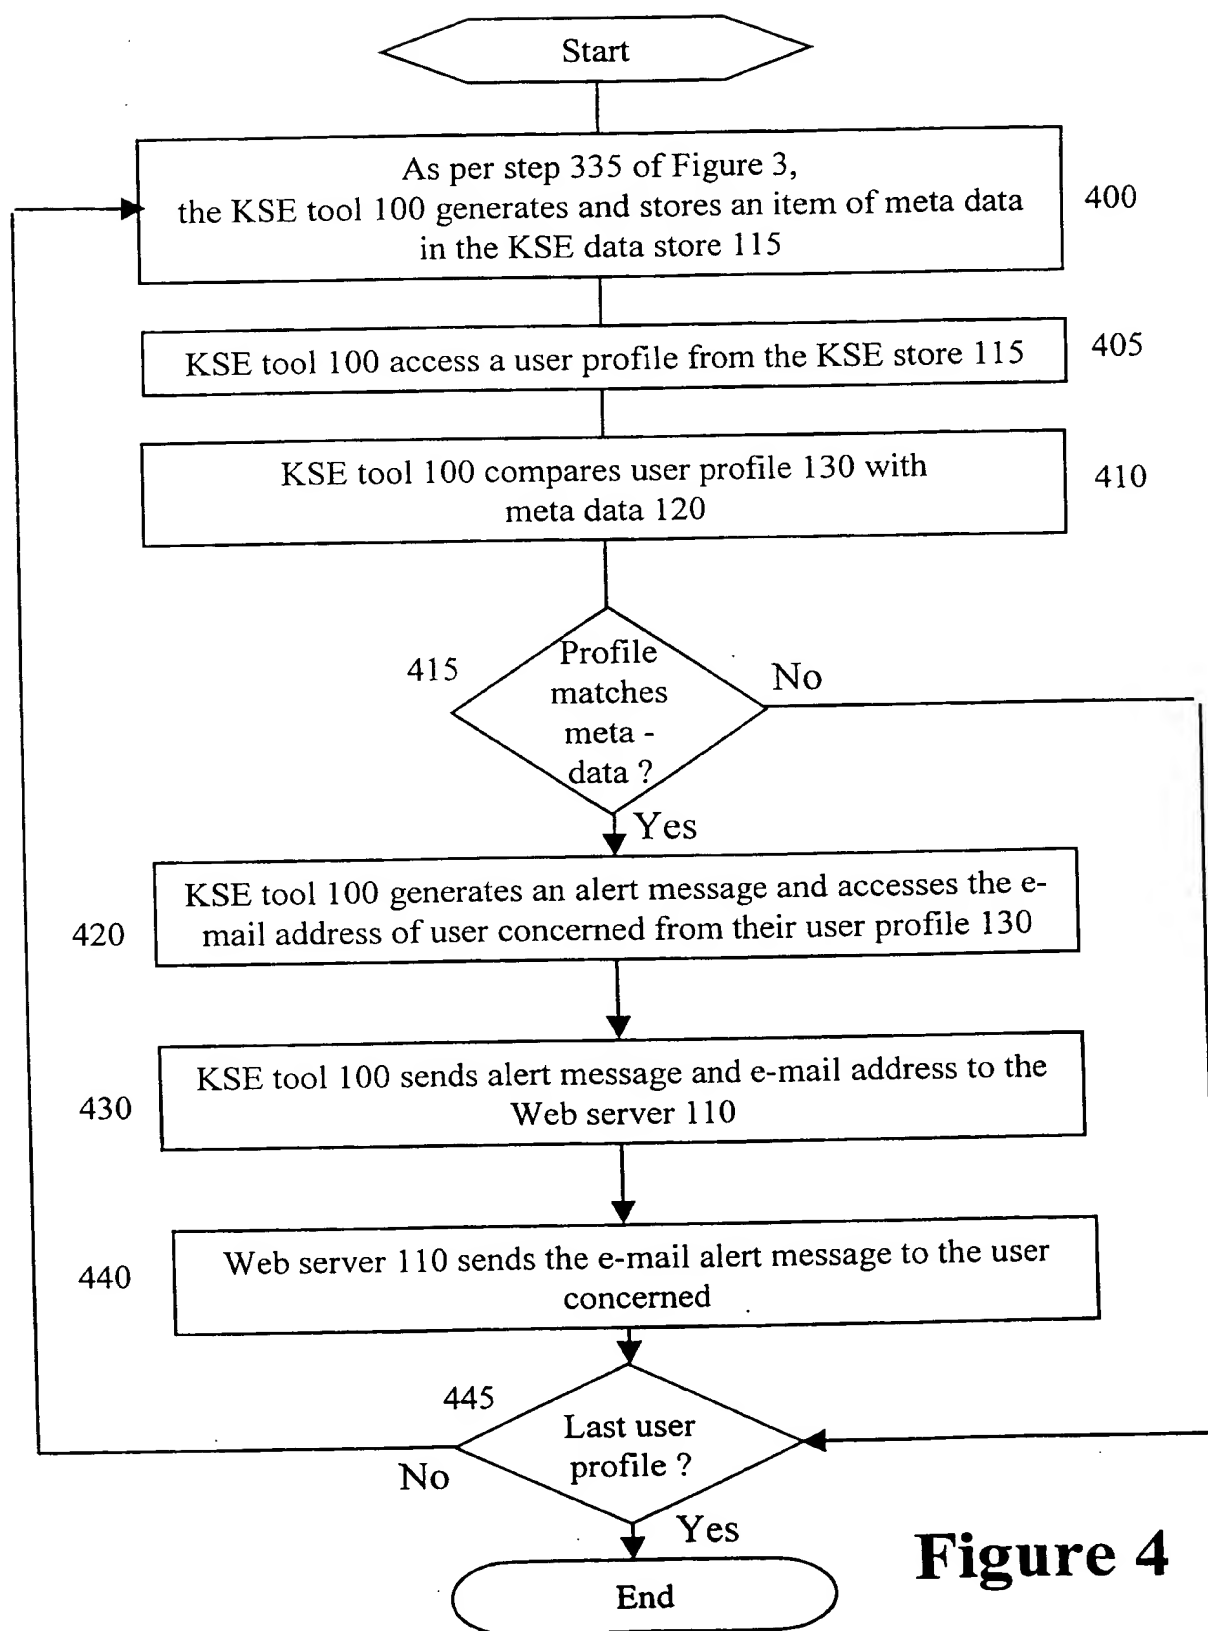 Start
As per step 335 of Figure 3,
the KSE tool 100 generates and stores an item of meta data
in the KSE data store 115
400
KSE tool 100 access a user profile from the KSE store 115
405
KSE tool 100 compares user profile 130 with
meta data 120
410
415
Profile
matches
meta -
data ?
No
Yes
KSE tool 100 generates an alert message and accesses the e-
mail address of user concerned from their user profile 130
420
KSE tool 100 sends alert message and e-mail address to the
Web server 110
430
Web server 110 sends the e-mail alert message to the user
concerned
440
445
Last user
profile ?
No
Yes
Figure 4
End